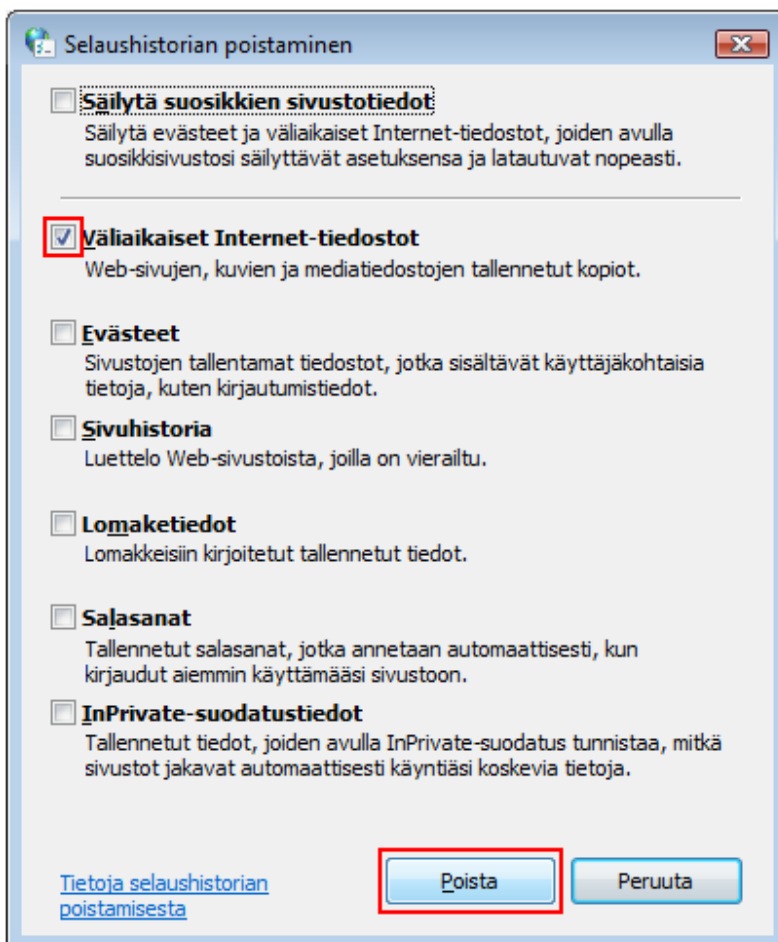 Selaushistorian poistaminen
Säilytä suosikkien sivustotiedot
Säilytä evästeet ja väliaikaiset Internet-tiedostot, joiden avulla
suosikkisivustosi säilyttävät asetuksensa ja latautuvat nopeasti.
Väliaikaiset Internet-tiedostot
Web-sivujen, kuvien ja mediatiedostojen tallennetut kopiot.
Evästeet
Sivustojen tallentamat tiedostot, jotka sisältävät käyttäjäkohtaisia
tietoja, kuten kirjautumistiedot.
Sivuhistoria
Luettelo Web-sivustoista, joilla on vierailtu.
Lomaketiedot
Lomakkeisiin kirjoitetut tallennetut tiedot.
Salasanat
Tallennetut salasanat, jotka annetaan automaattisesti, kun
kirjaudut aiemmin käyttämääsi sivustoon.
InPrivate-suodatustiedot
Tallennetut tiedot, joiden avulla InPrivate-suodatus tunnistaa, mitkä
sivustot jakavat automaattisesti käyntiäsi koskevia tietoja.
Tietoja selaushistorian
poistamisesta
Poista
Peruuta